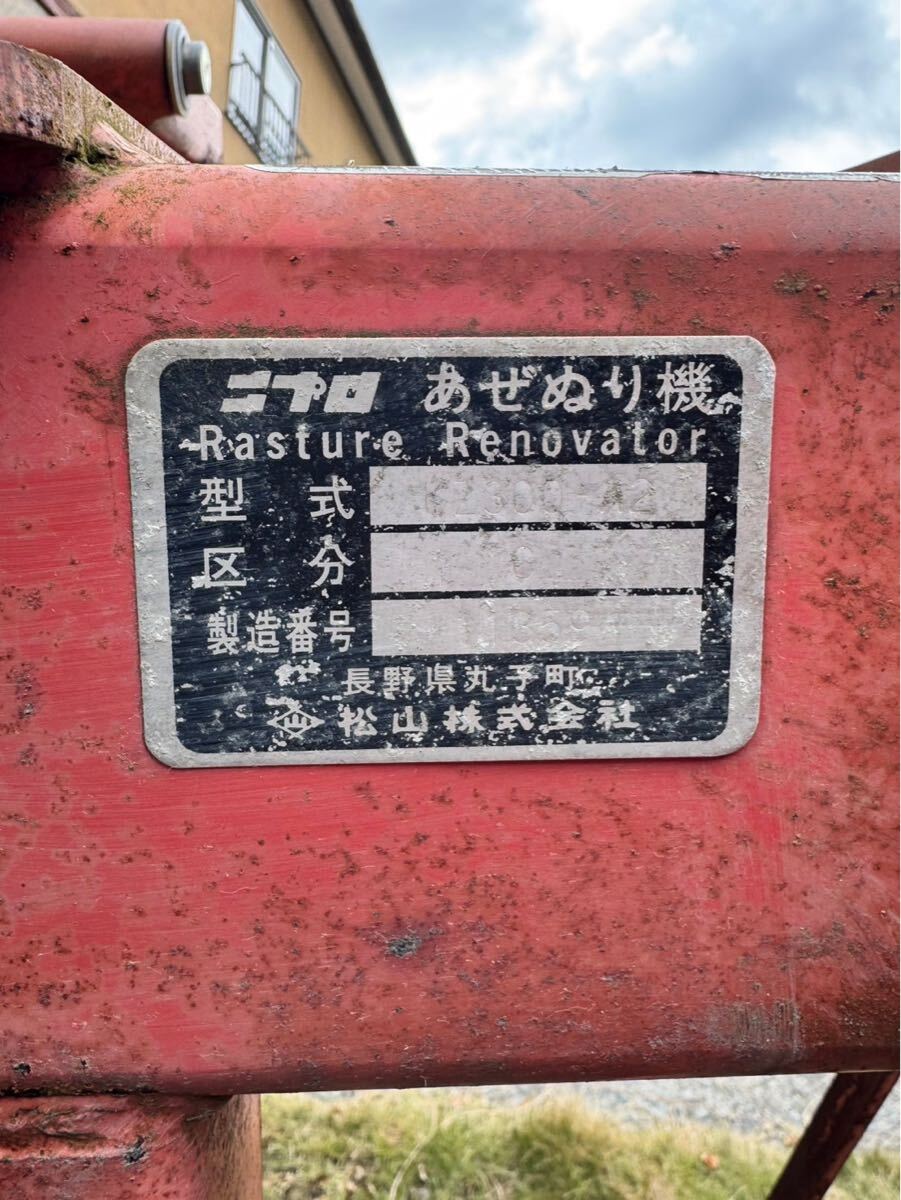 ニプロ あぜぬり機
Rasture Renovator
型式
区分 C
製造番号
長野県丸子町
松山株式会社